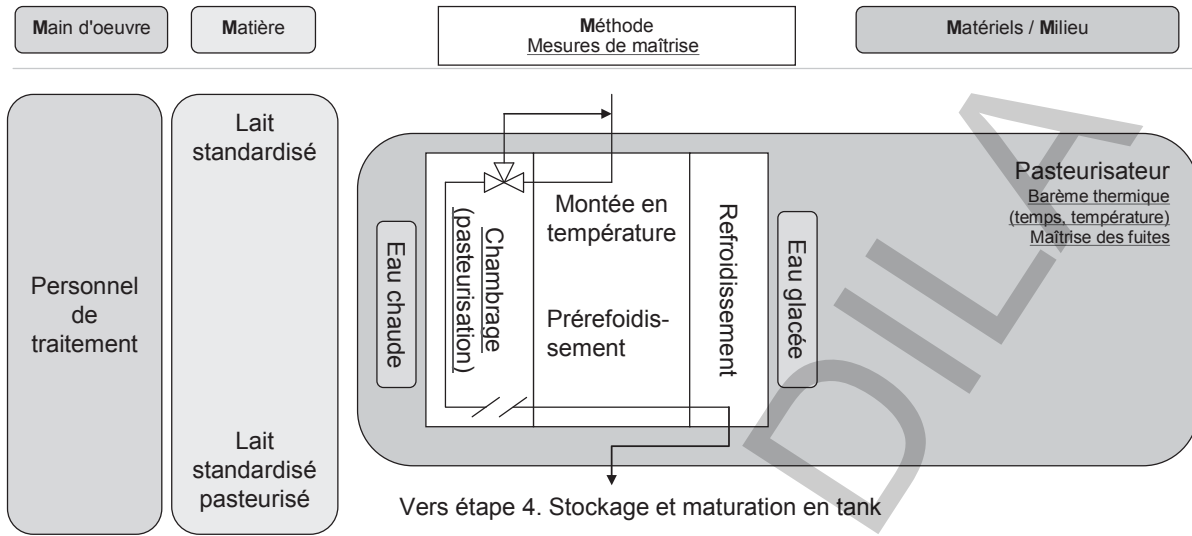 Main d'oeuvre
Matière
Méthode
Mesures de maîtrise
Matériels / Milieu
Personnel
de
traitement
Lait
standardisé
Lait
standardisé
pasteurisé
Eau chaude
Chambrage
(pasteurisation)
Montée en
température
Prérefoidis-
sement
Refroidissement
Eau glacée
Pasteurisateur
Barème thermique
(temps, température)
Maîtrise des fuites
Vers étape 4. Stockage et maturation en tank
DILA